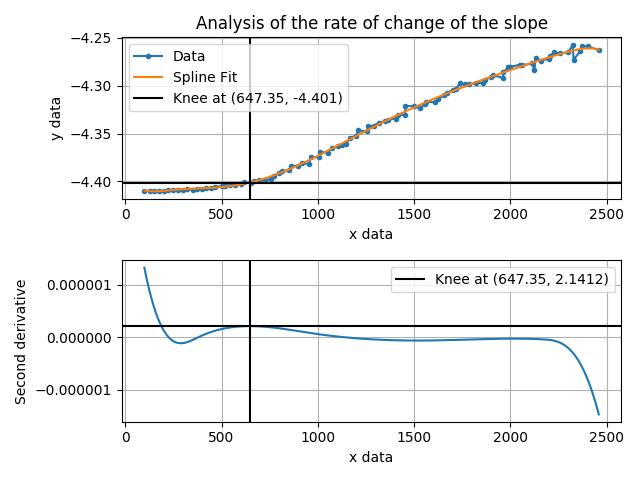 Analysis of the rate of change of the slope
−4.25
−4.30
−4.35
−4.40
y data
Data
Spline Fit
Knee at (647.35, -4.401)
0 500 1000 1500 2000 2500
x data
0.000001
0.000000
−0.000001
Second derivative
Knee at (647.35, 2.1412)
0 500 1000 1500 2000 2500
x data